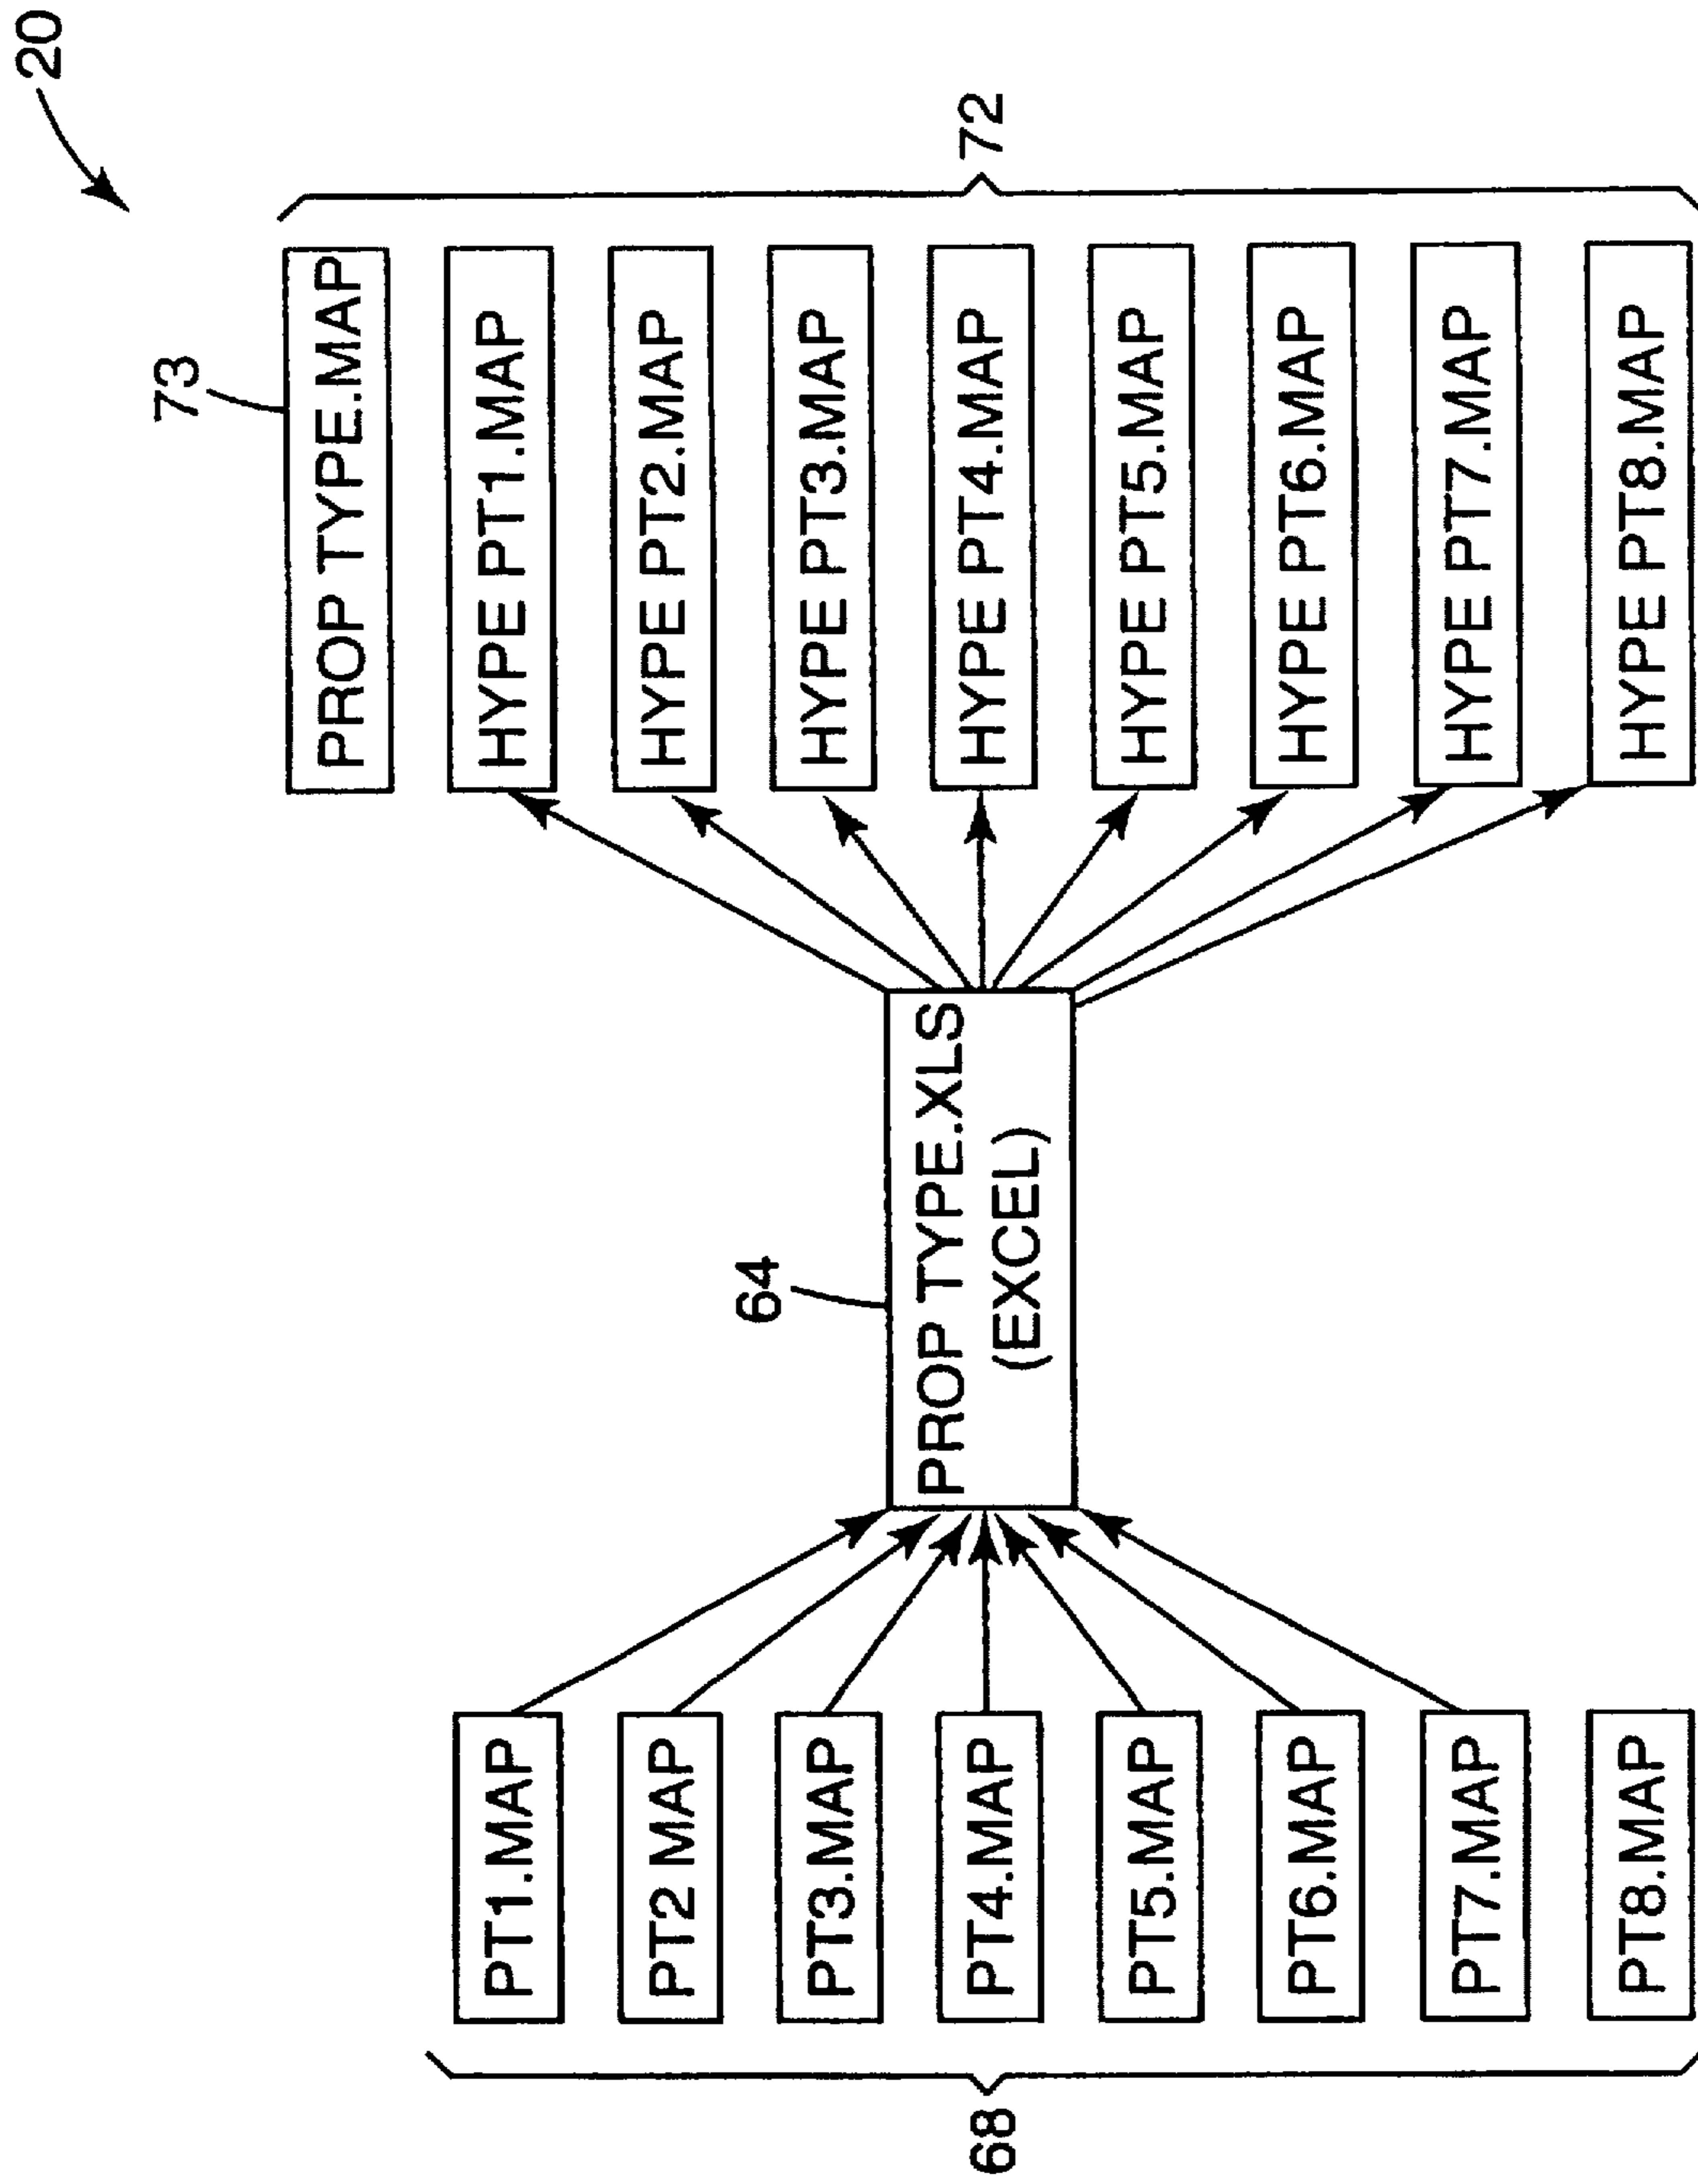 20
68
PT1.MAP
PT2.MAP
PT3.MAP
PT4.MAP
PT5.MAP
PT6.MAP
PT7.MAP
PT8.MAP
64
PROP TYPE.XLS
(EXCEL)
73
PROP TYPE.MAP
HYPE PT1.MAP
HYPE PT2.MAP
HYPE PT3.MAP
HYPE PT4.MAP
HYPE PT5.MAP
HYPE PT6.MAP
HYPE PT7.MAP
HYPE PT8.MAP
72